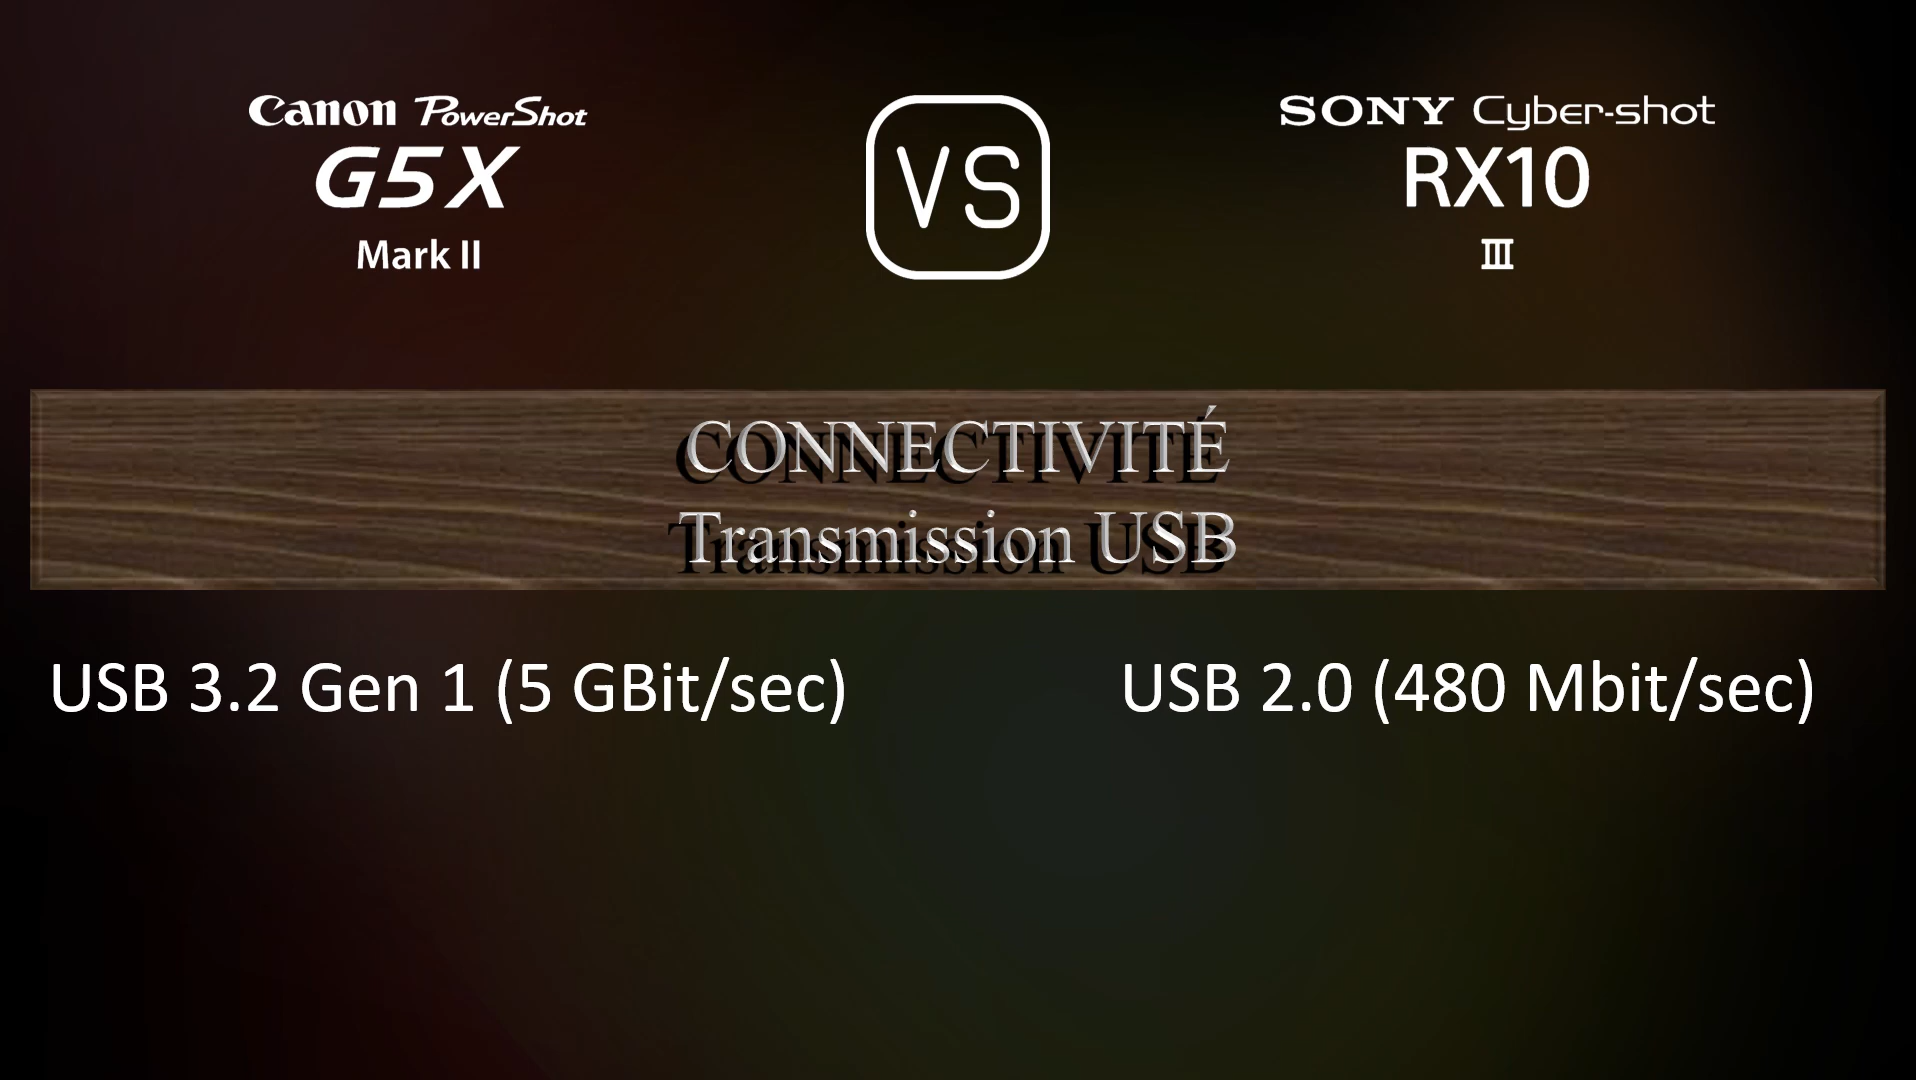 Canon PowerShot
G5 X
Mark II
VS
SONY Cyber-shot
RX10
III
CONNECTIVITÉ
Transmission USB
USB 3.2 Gen 1 (5 GBit/sec)
USB 2.0 (480 Mbit/sec)